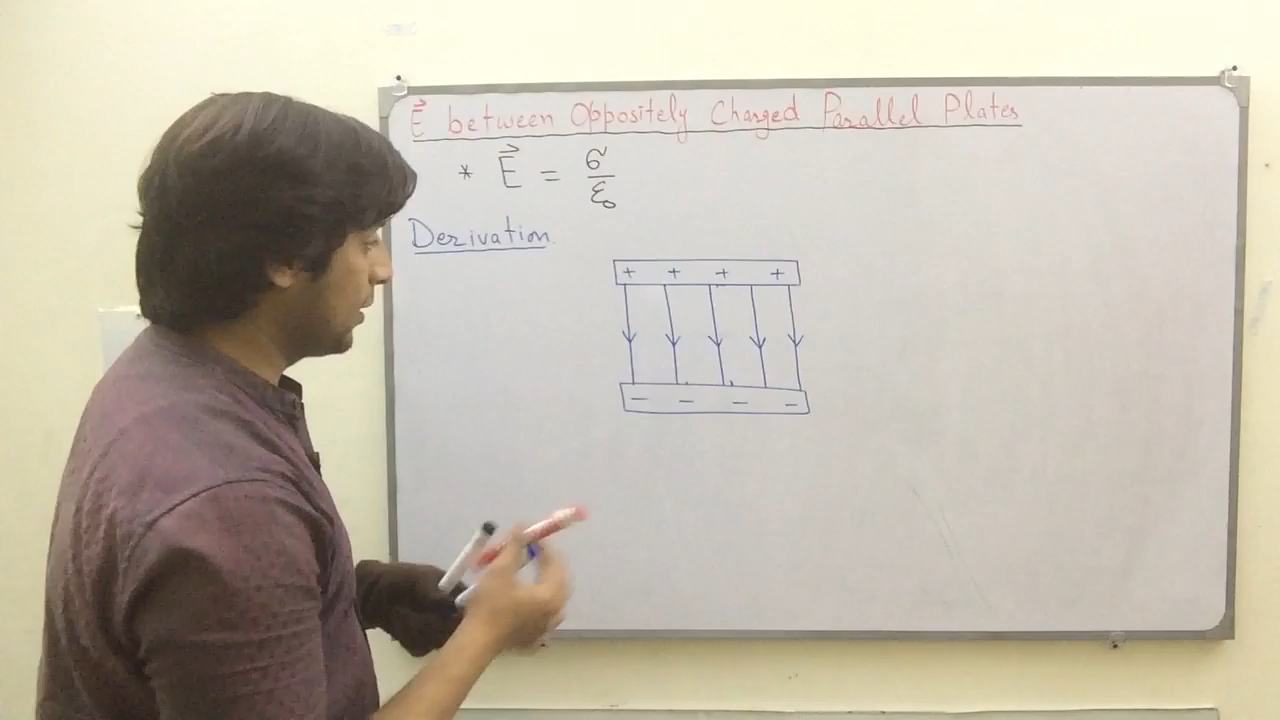 E⃗ between Oppositely Charged Parallel Plates
* E⃗ = σ/ε₀
Derivation
+ + + +
− − − −